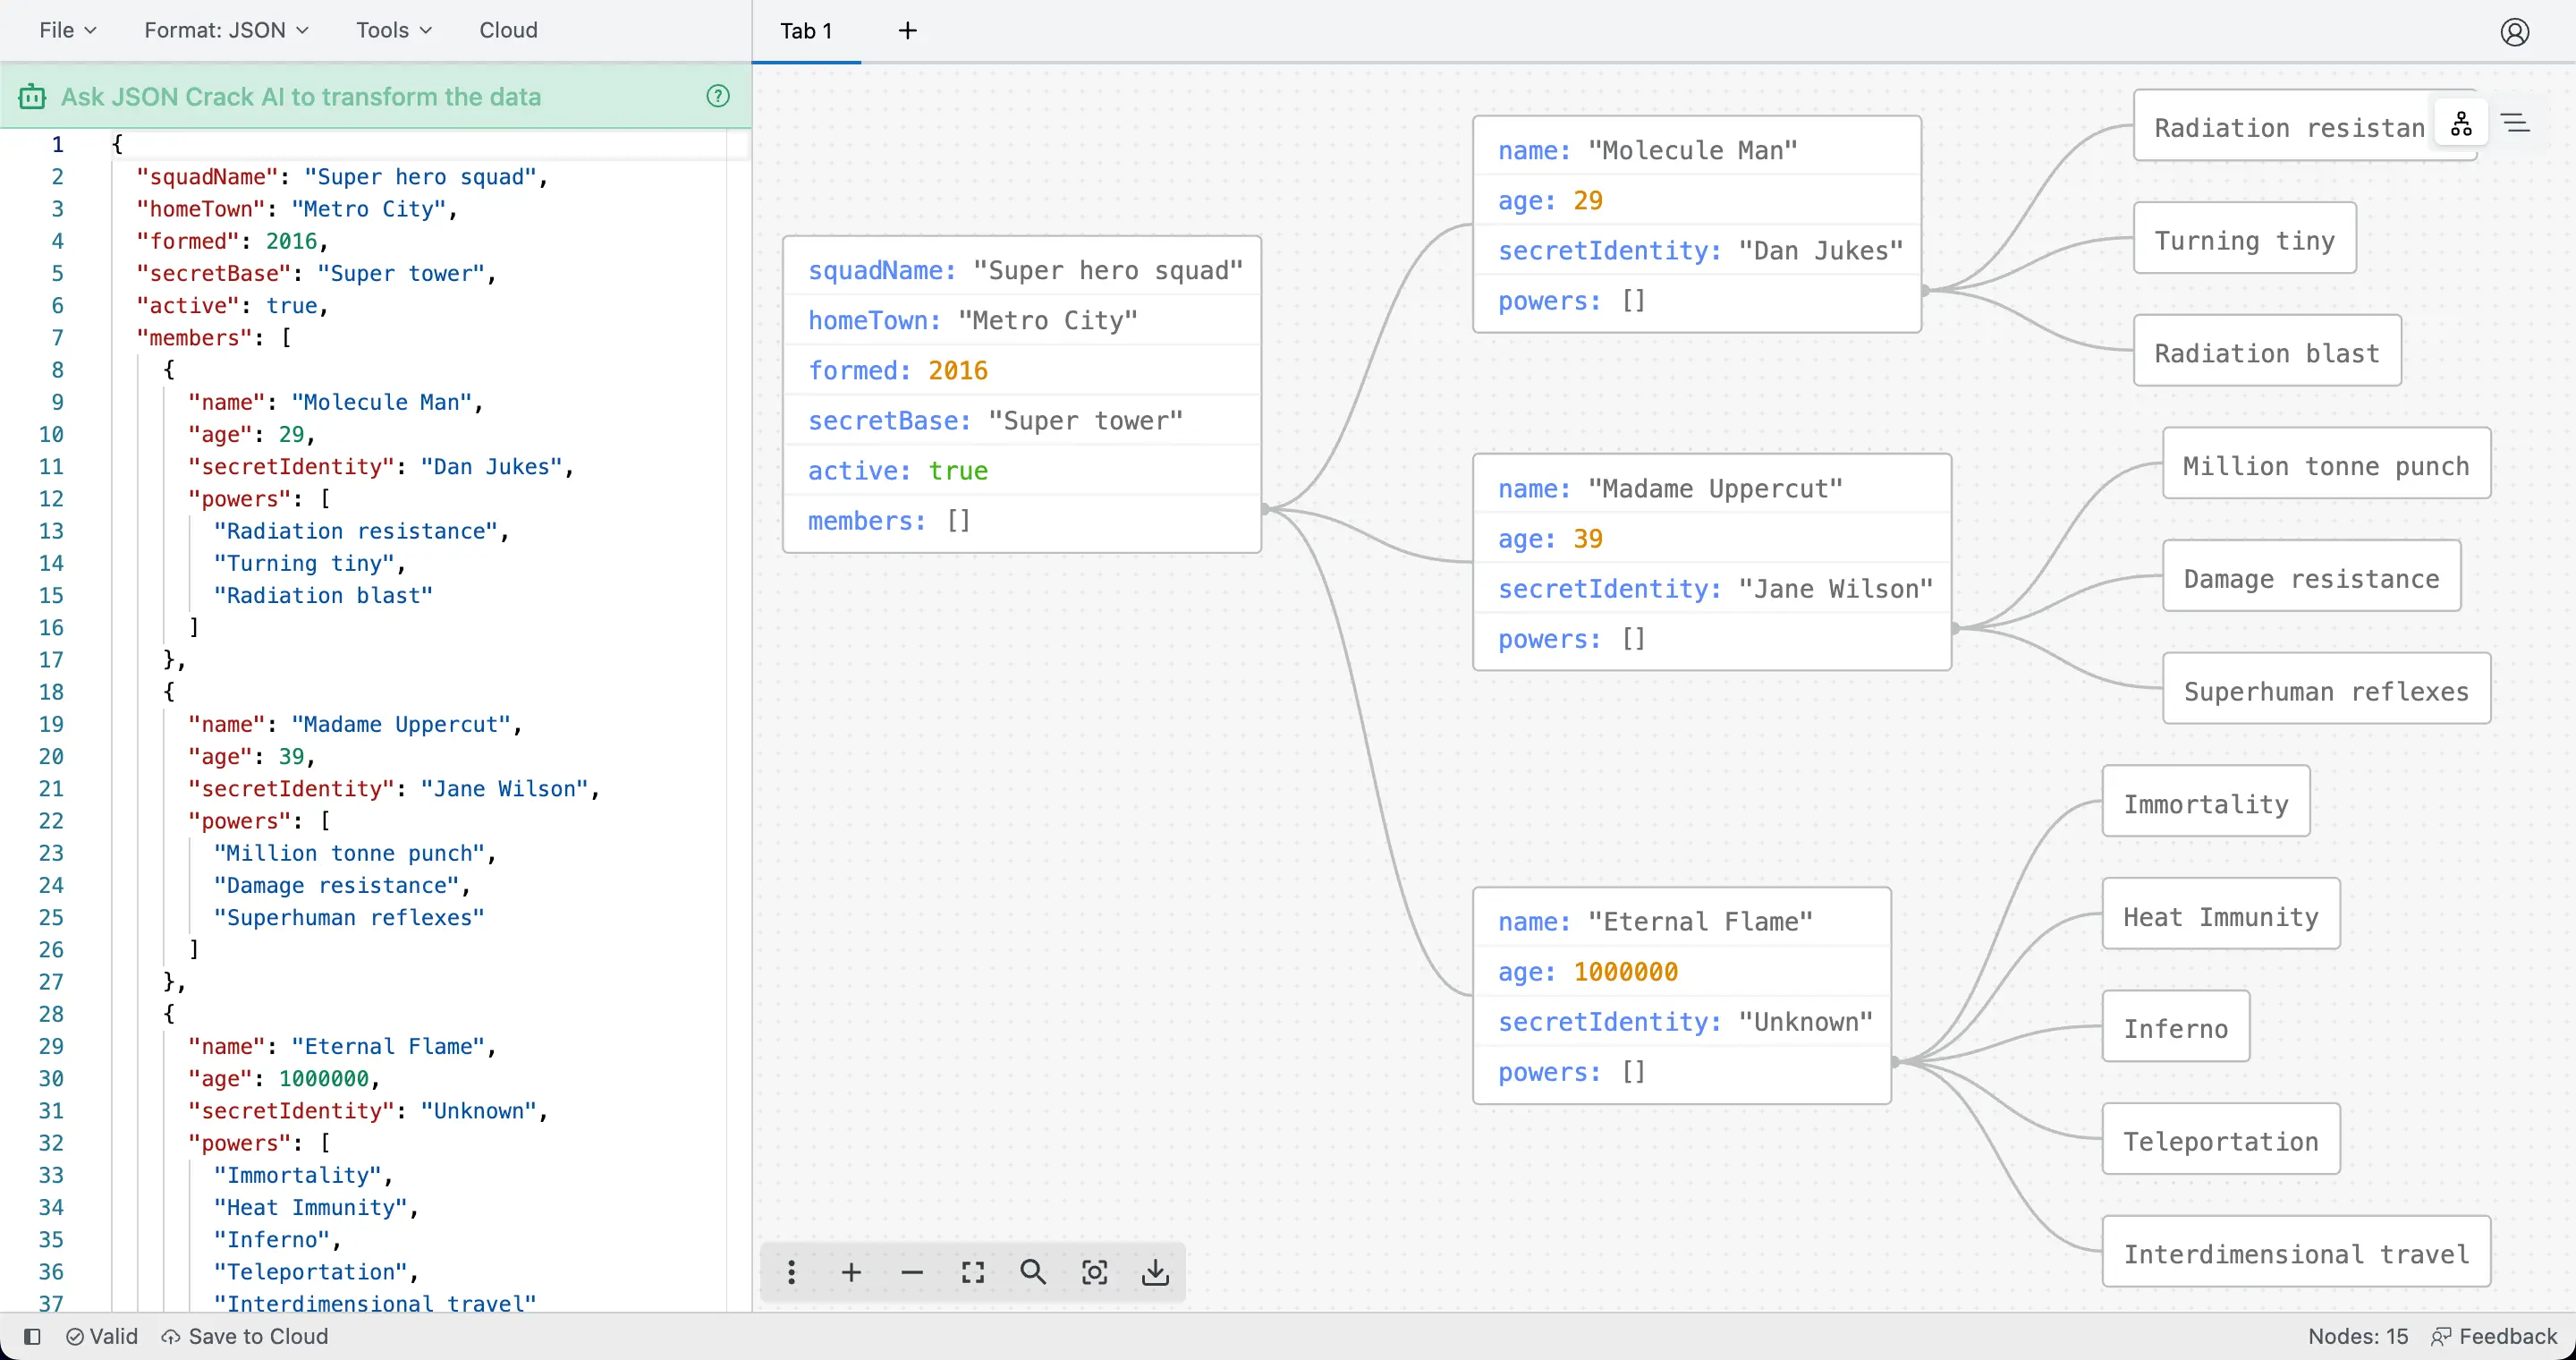 File Format: JSON Tools Cloud
Ask JSON Crack AI to transform the data
1 {
2 "squadName": "Super hero squad",
3 "homeTown": "Metro City",
4 "formed": 2016,
5 "secretBase": "Super tower",
6 "active": true,
7 "members": [
8 {
9 "name": "Molecule Man",
10 "age": 29,
11 "secretIdentity": "Dan Jukes",
12 "powers": [
13 "Radiation resistance",
14 "Turning tiny",
15 "Radiation blast"
16 ]
17 },
18 {
19 "name": "Madame Uppercut",
20 "age": 39,
21 "secretIdentity": "Jane Wilson",
22 "powers": [
23 "Million tonne punch",
24 "Damage resistance",
25 "Superhuman reflexes"
26 ]
27 },
28 {
29 "name": "Eternal Flame",
30 "age": 1000000,
31 "secretIdentity": "Unknown",
32 "powers": [
33 "Immortality",
34 "Heat Immunity",
35 "Inferno",
36 "Teleportation",
37 "Interdimensional travel"
Tab 1
squadName: "Super hero squad"
homeTown: "Metro City"
formed: 2016
secretBase: "Super tower"
active: true
members: []
name: "Molecule Man"
age: 29
secretIdentity: "Dan Jukes"
powers: []
name: "Madame Uppercut"
age: 39
secretIdentity: "Jane Wilson"
powers: []
name: "Eternal Flame"
age: 1000000
secretIdentity: "Unknown"
powers: []
Radiation resistan
Turning tiny
Radiation blast
Million tonne punch
Damage resistance
Superhuman reflexes
Immortality
Heat Immunity
Inferno
Teleportation
Interdimensional travel
Valid Save to Cloud
Nodes: 15 Feedback